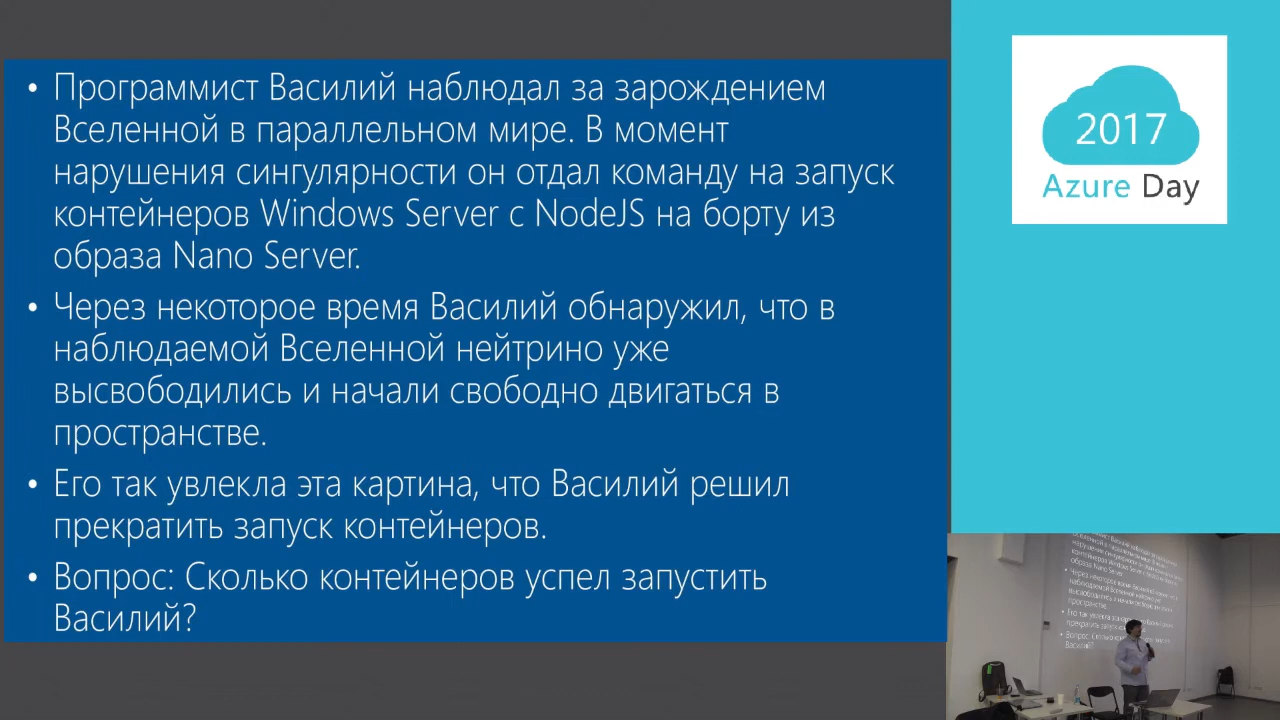 • Программист Василий наблюдал за зарождением
Вселенной в параллельном мире. В момент
нарушения сингулярности он отдал команду на запуск
контейнеров Windows Server с NodeJS на борту из
образа Nano Server.
• Через некоторое время Василий обнаружил, что в
наблюдаемой Вселенной нейтрино уже
высвободились и начали свободно двигаться в
пространстве.
• Его так увлекла эта картина, что Василий решил
прекратить запуск контейнеров.
• Вопрос: Сколько контейнеров успел запустить
Василий?
2017
Azure Day